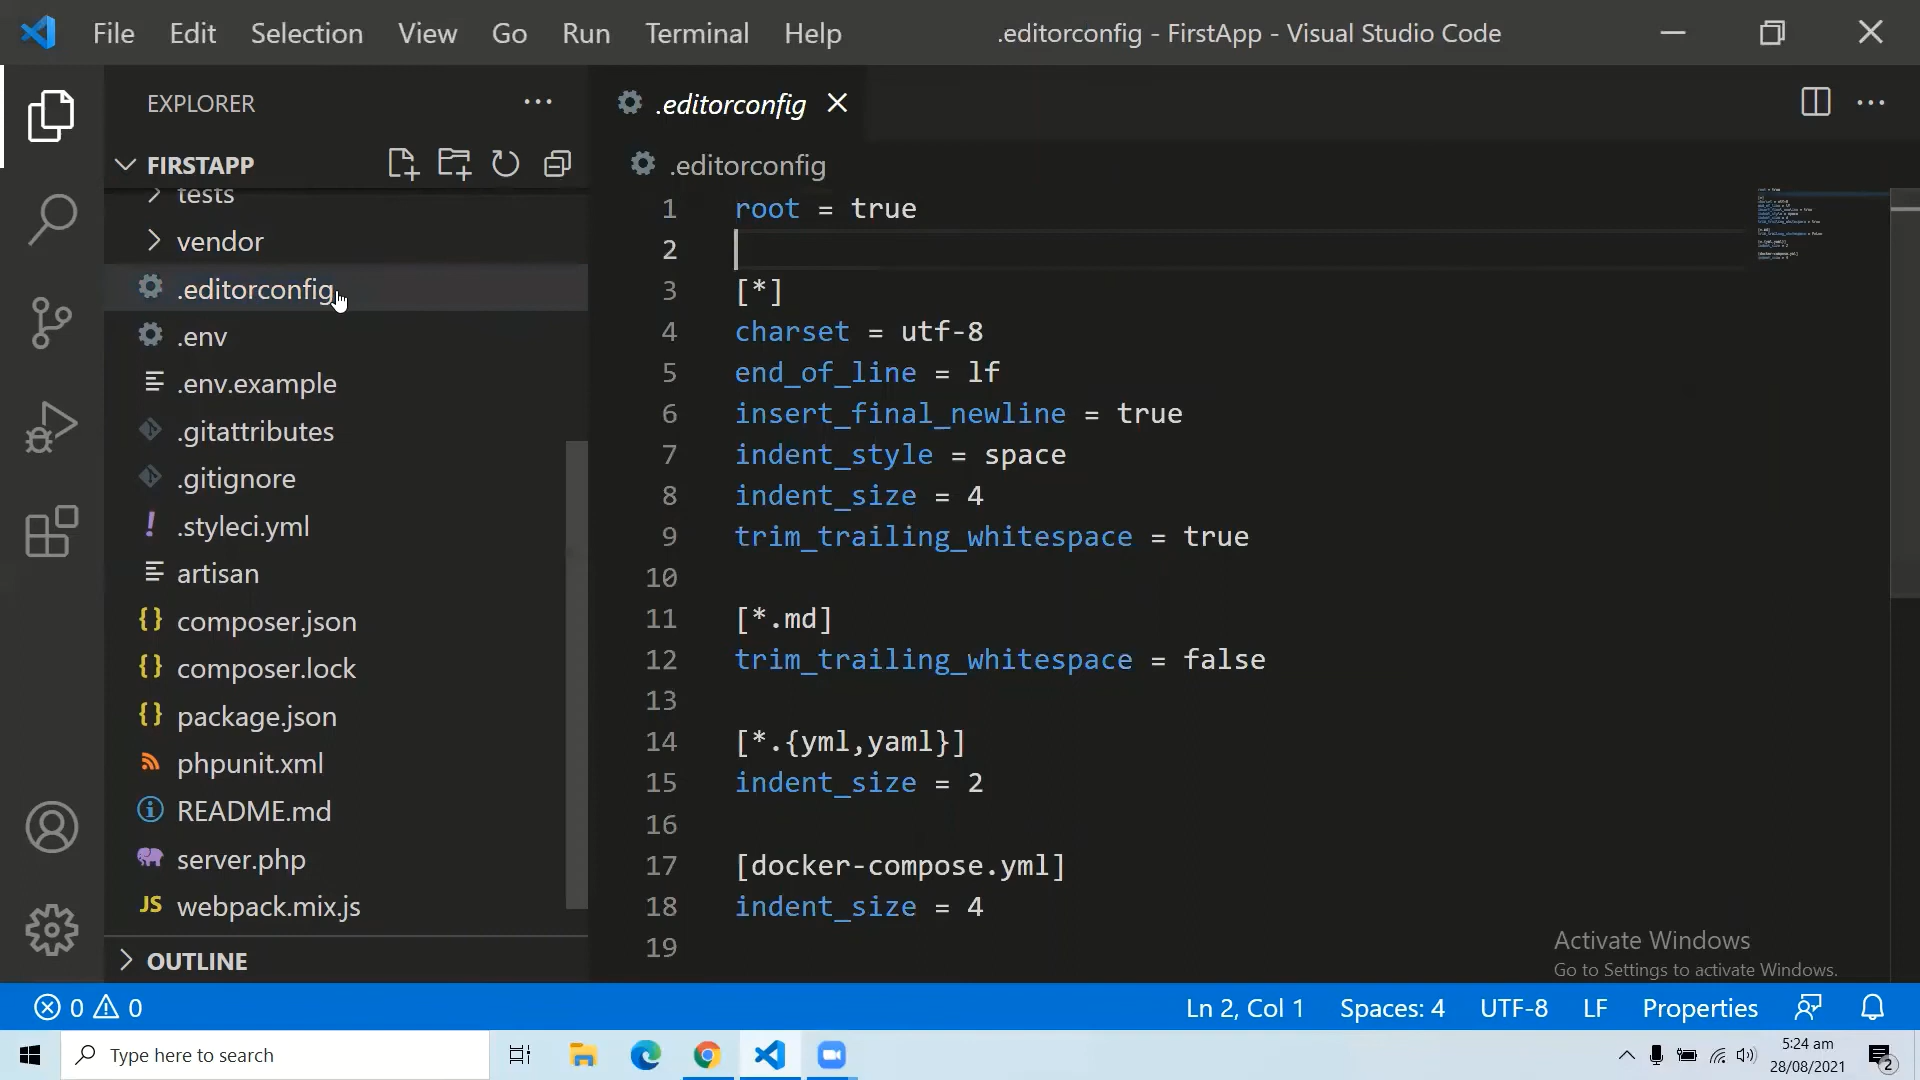 File Edit Selection View Go Run Terminal Help .editorconfig - FirstApp - Visual Studio Code
EXPLORER
FIRSTAPP
tests
vendor
.editorconfig
.env
.env.example
.gitattributes
.gitignore
.styleci.yml
artisan
composer.json
composer.lock
package.json
phpunit.xml
README.md
server.php
JS webpack.mix.js
OUTLINE
.editorconfig
.editorconfig
1 root = true
2
3 [*]
4 charset = utf-8
5 end_of_line = lf
6 insert_final_newline = true
7 indent_style = space
8 indent_size = 4
9 trim_trailing_whitespace = true
10
11 [*.md]
12 trim_trailing_whitespace = false
13
14 [*.{yml,yaml}]
15 indent_size = 2
16
17 [docker-compose.yml]
18 indent_size = 4
19
Activate Windows
Go to Settings to activate Windows.
0 0 Ln 2, Col 1 Spaces: 4 UTF-8 LF Properties
Type here to search
5:24 am
28/08/2021
2